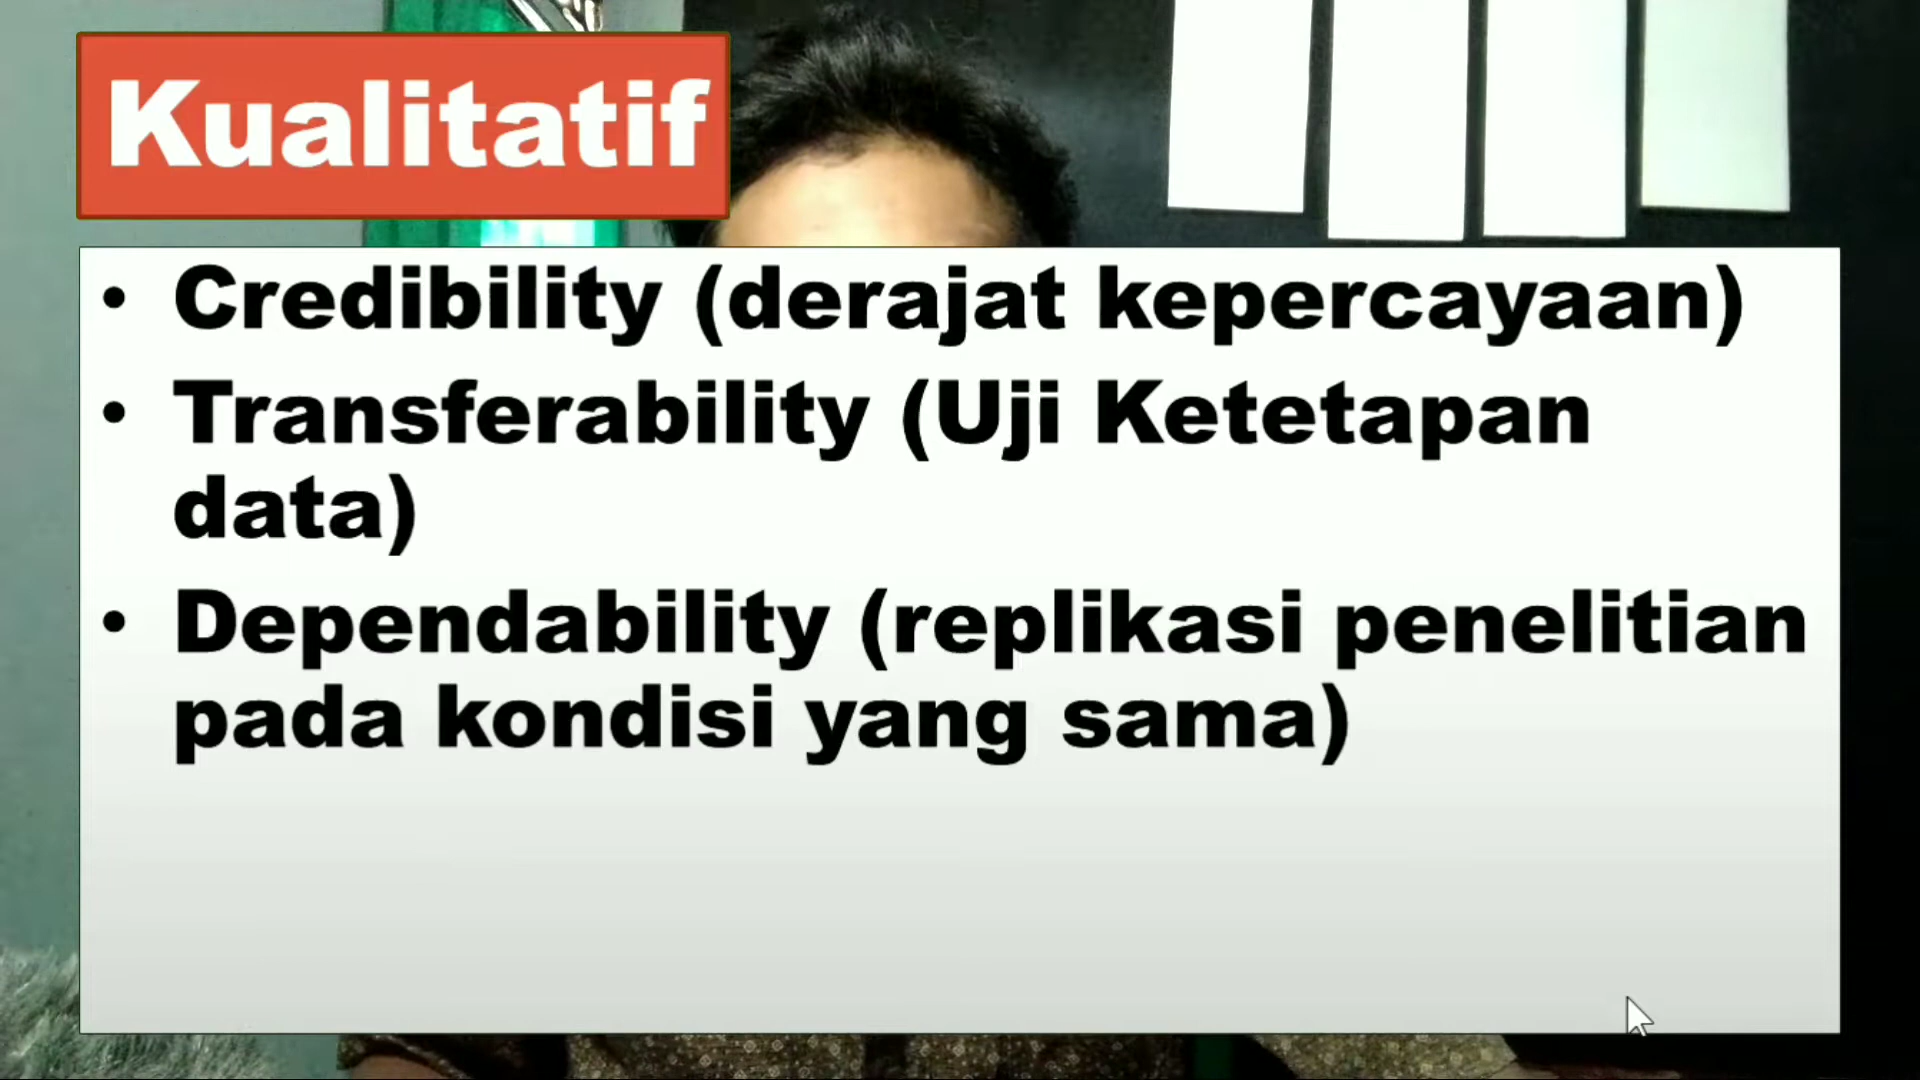 Kualitatif
• Credibility (derajat kepercayaan)
• Transferability (Uji Ketetapan
data)
• Dependability (replikasi penelitian
pada kondisi yang sama)